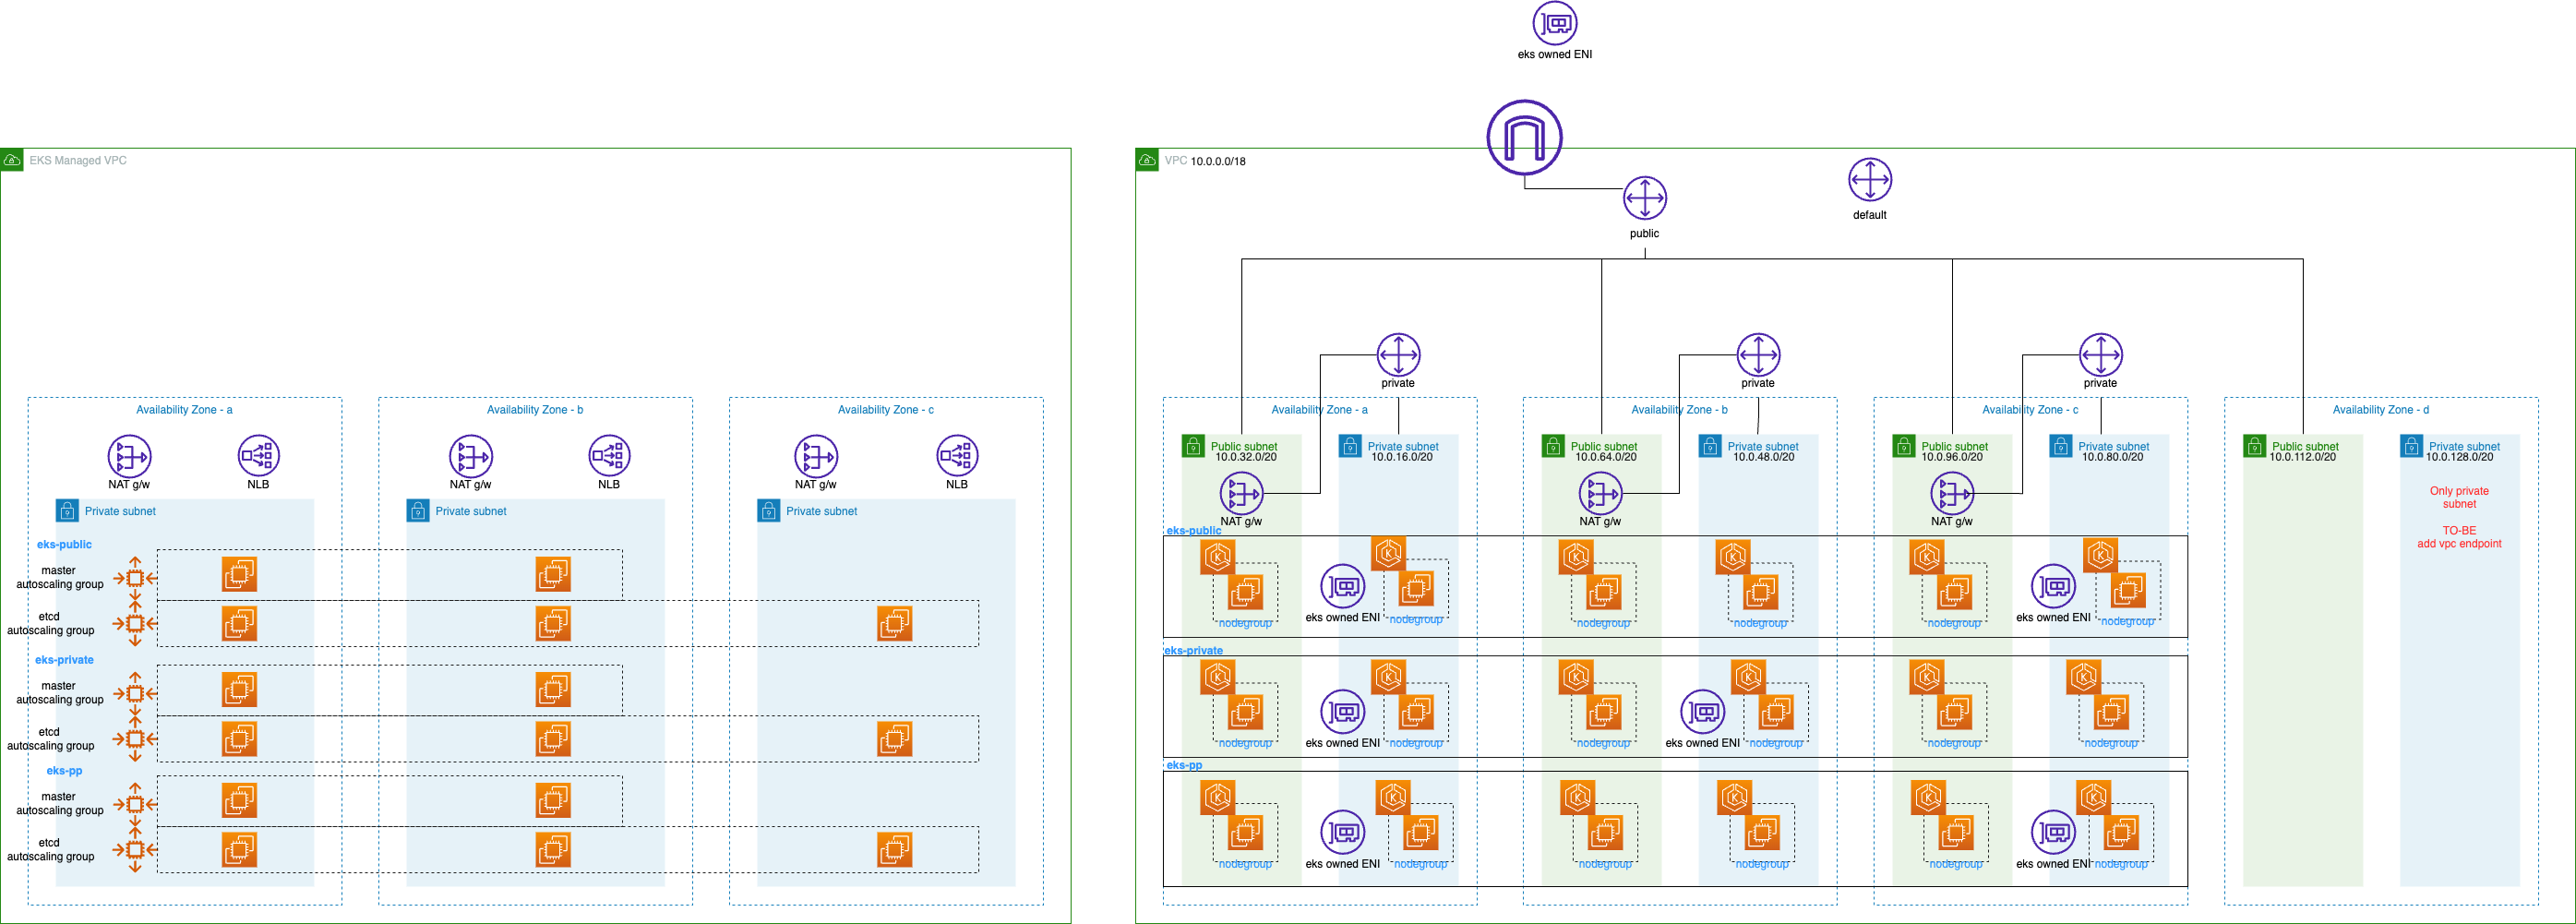 eks owned ENI
EKS Managed VPC
Availability Zone - a
NAT g/w
NLB
Private subnet
Availability Zone - b
NAT g/w
NLB
Private subnet
Availability Zone - c
NAT g/w
NLB
Private subnet
eks-public
master
autoscaling group
etcd
autoscaling group
eks-private
master
autoscaling group
etcd
autoscaling group
eks-pp
master
autoscaling group
etcd
autoscaling group
VPC 10.0.0.0/18
public
default
private
private
private
Availability Zone - a
Public subnet
10.0.32.0/20
NAT g/w
Private subnet
10.0.16.0/20
Availability Zone - b
Public subnet
10.0.64.0/20
NAT g/w
Private subnet
10.0.48.0/20
Availability Zone - c
Public subnet
10.0.96.0/20
NAT g/w
Private subnet
10.0.80.0/20
Availability Zone - d
Public subnet
10.0.112.0/20
Private subnet
10.0.128.0/20
Only private
subnet
TO-BE
add vpc endpoint
eks-public
nodegroup
eks owned ENI
nodegroup
nodegroup
nodegroup
nodegroup
eks owned ENI
nodegroup
eks-private
nodegroup
eks owned ENI
nodegroup
nodegroup
eks owned ENI
nodegroup
nodegroup
nodegroup
eks-pp
nodegroup
eks owned ENI
nodegroup
nodegroup
nodegroup
nodegroup
eks owned ENI
nodegroup